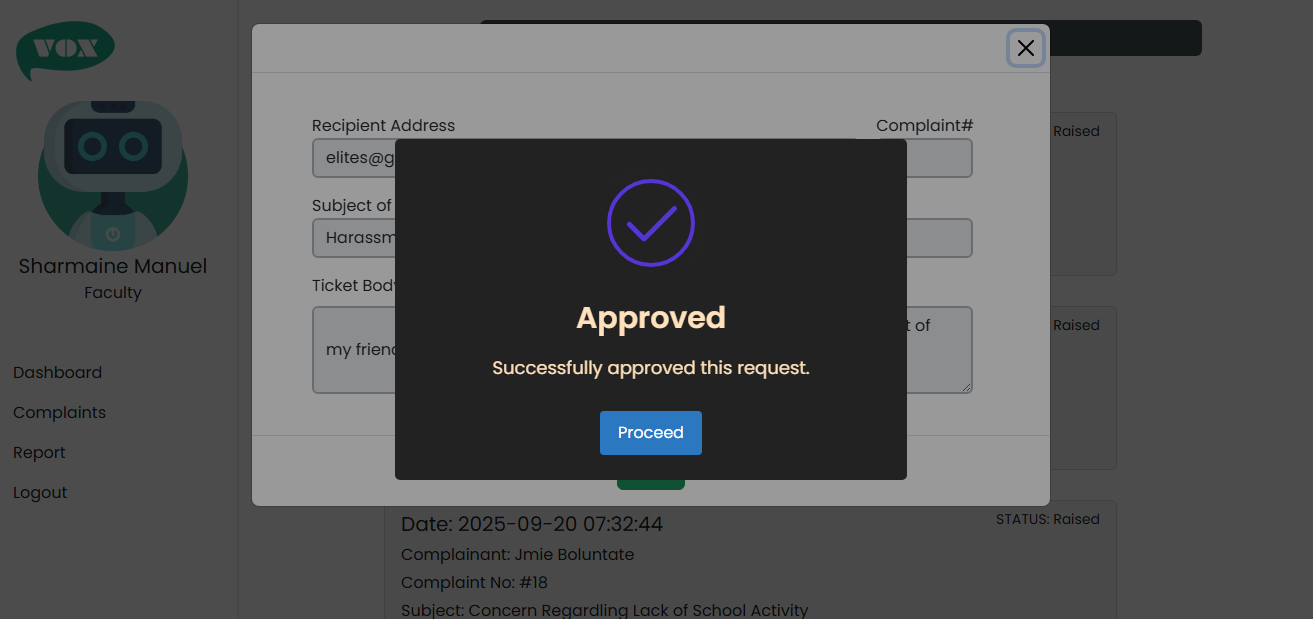 VOX
Sharmaine Manuel
Faculty
Dashboard
Complaints
Report
Logout
Recipient Address
Complaint#
elites@g
Subject of
Harassm
Ticket Body
t of
my friend
Approved
Successfully approved this request.
Proceed
Raised
Raised
Date: 2025-09-20 07:32:44
STATUS: Raised
Complainant: Jmie Boluntate
Complaint No: #18
Subject: Concern Regardling Lack of School Activity